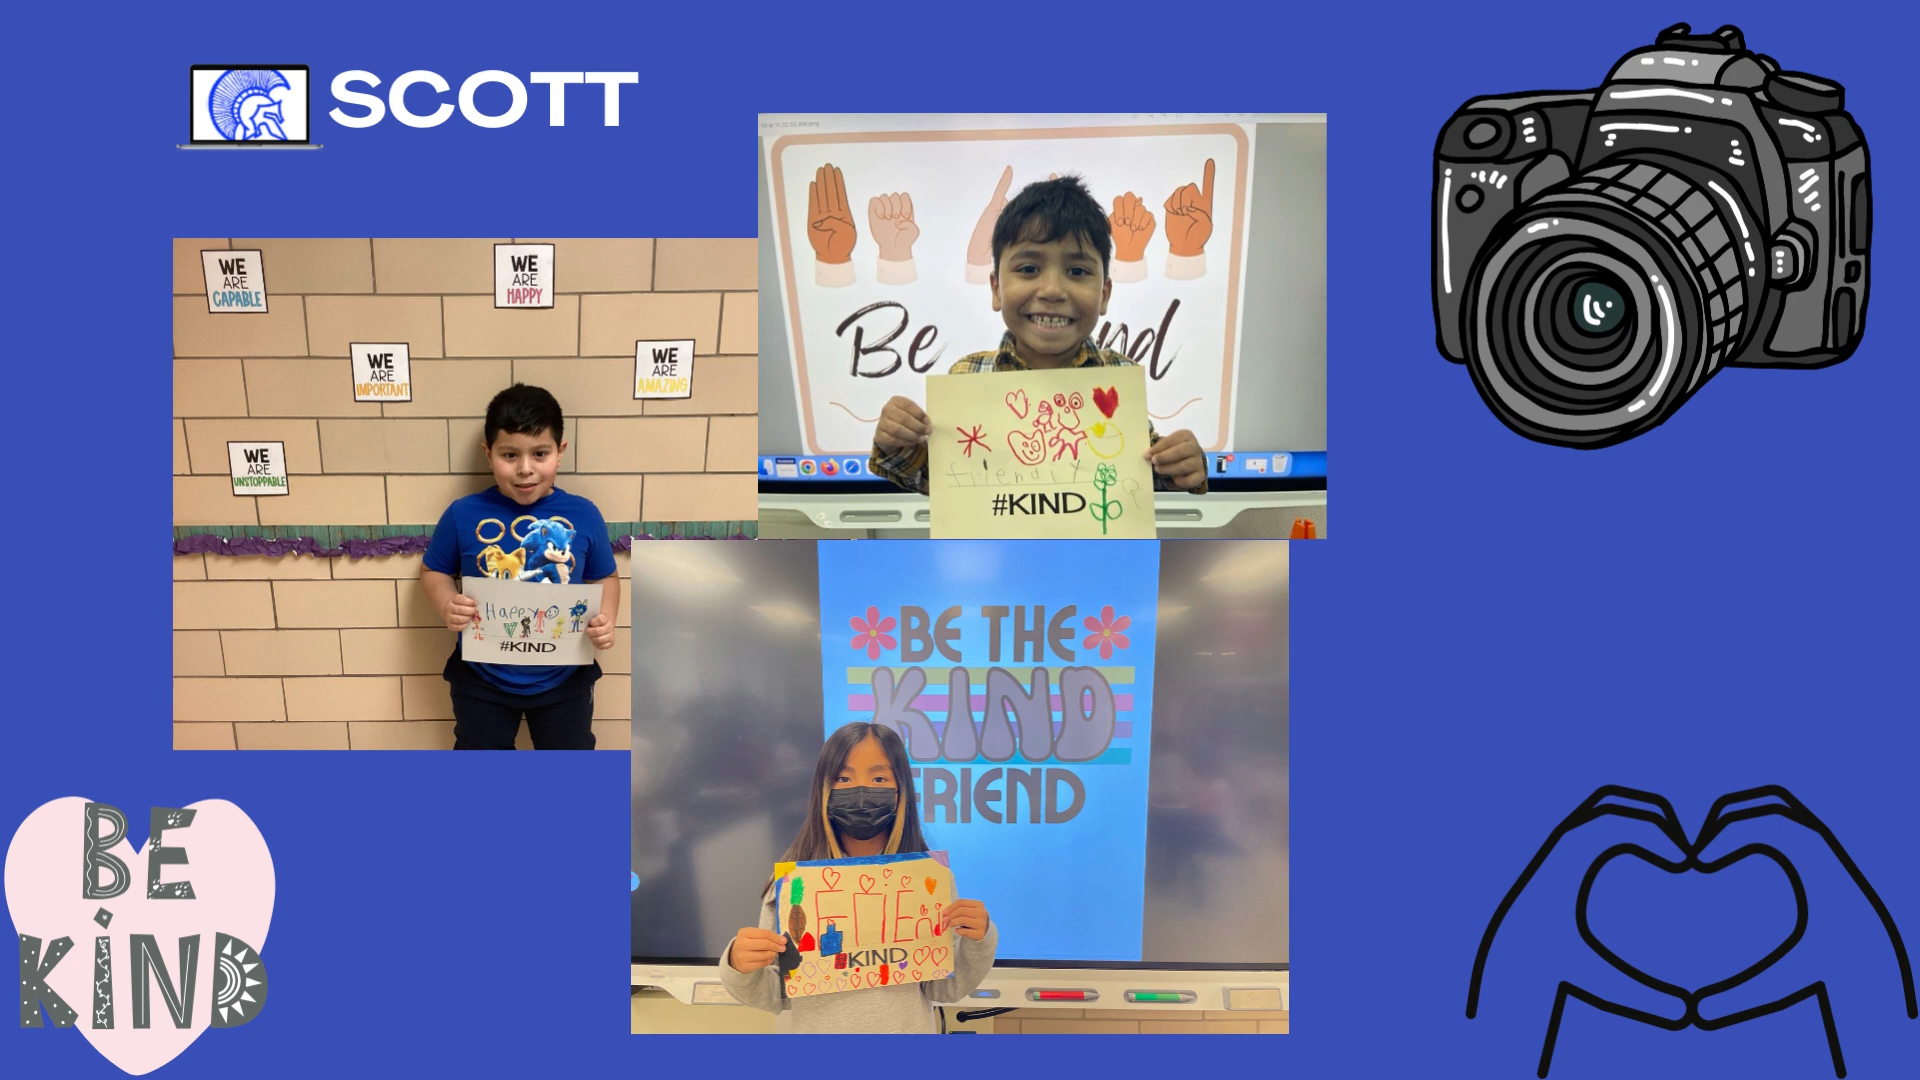 SCOTT
WE
ARE
CAPABLE
WE
ARE
HAPPY
WE
ARE
IMPORTANT
WE
ARE
AMAZING
WE
ARE
UNSTOPPABLE
Happy
#KIND
Be
friendly
#KIND
BE THE
KIND
FRIEND
FriEnd
#KIND
BE
KIND